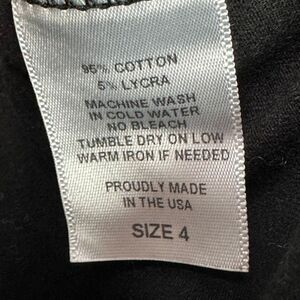 95% COTTON
5% LYCRA
MACHINE WASH
IN COLD WATER
NO BLEACH
TUMBLE DRY ON LOW
WARM IRON IF NEEDED
PROUDLY MADE
IN THE USA
SIZE 4